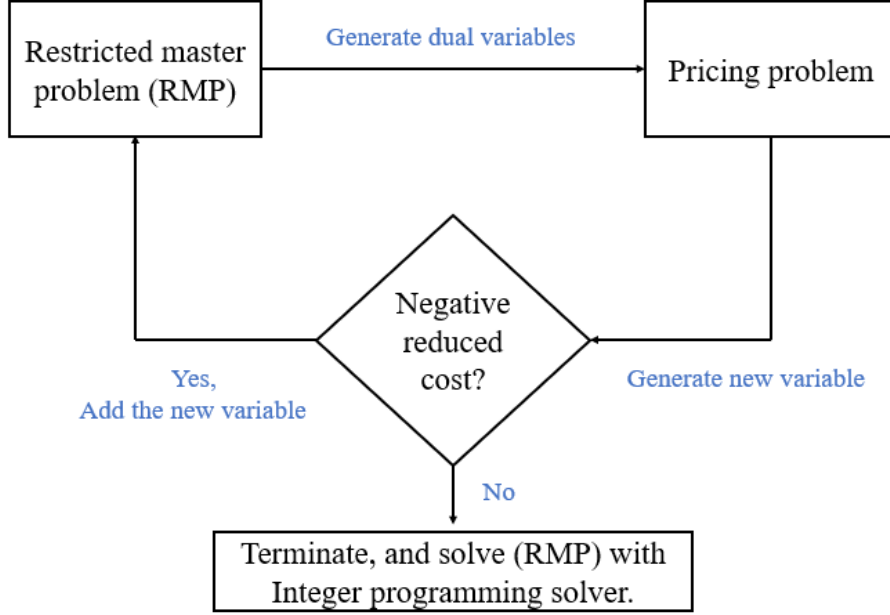 Restricted master
problem (RMP)
Generate dual variables
Pricing problem
Negative
reduced
cost?
Yes,
Add the new variable
Generate new variable
No
Terminate, and solve (RMP) with
Integer programming solver.